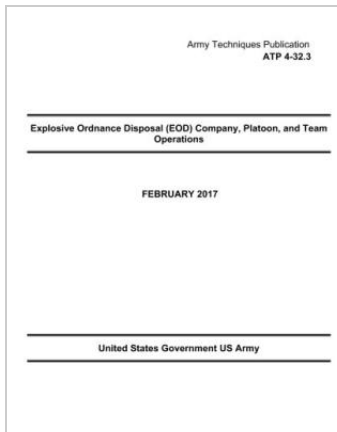 Army Techniques Publication
ATP 4-32.3
Explosive Ordnance Disposal (EOD) Company, Platoon, and Team
Operations
FEBRUARY 2017
United States Government US Army